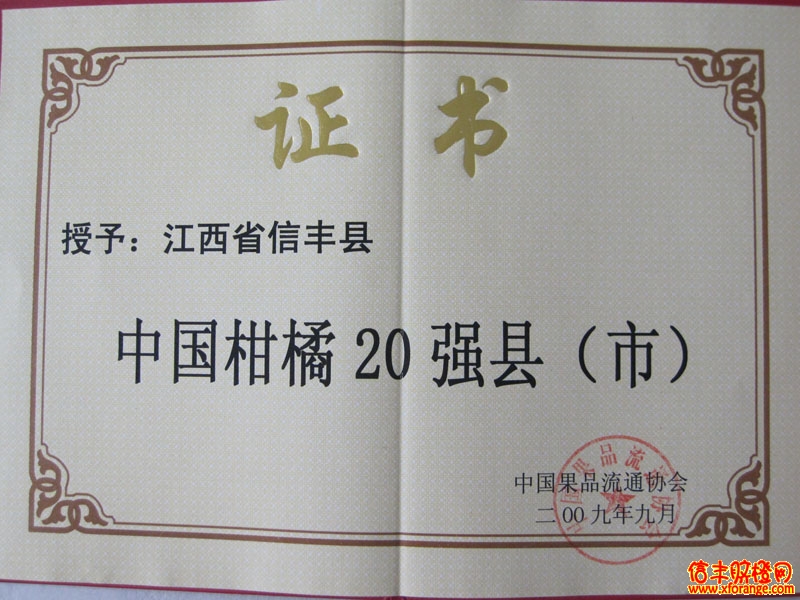 证书
授予：江西省信丰县
中国柑橘20强县（市）
中国果品流通协会
二00九年九月
信丰脐橙网
www.xforange.com